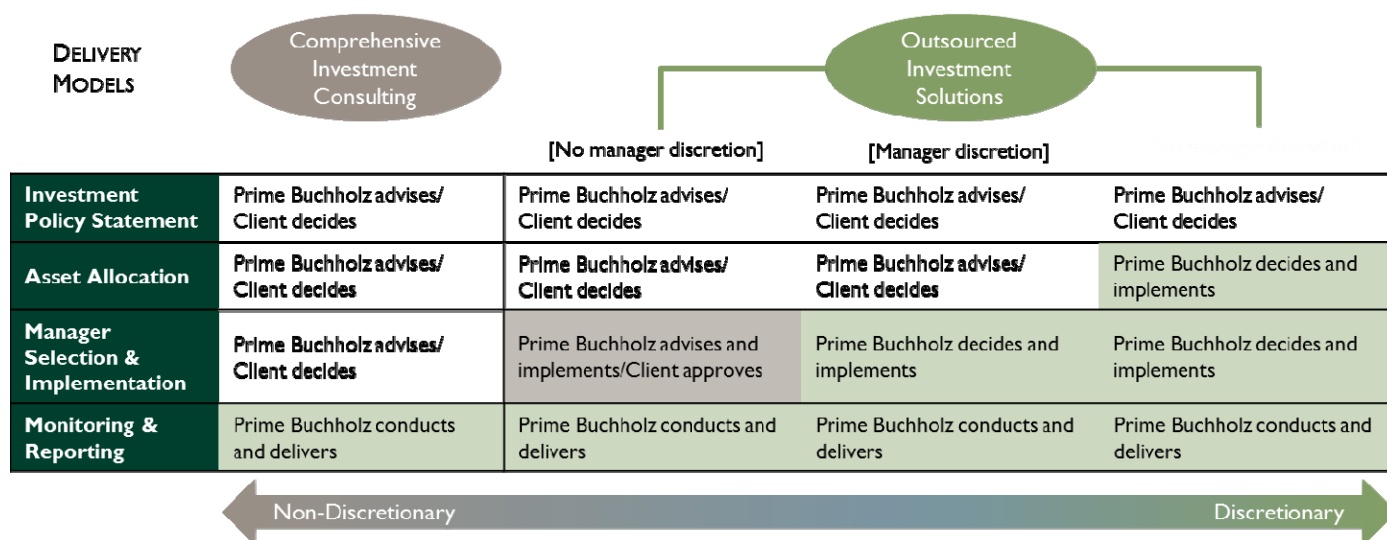 DELIVERY
MODELS
Comprehensive
Investment
Consulting
Outsourced
Investment
Solutions
[No manager discretion]
[Manager discretion]
Investment
Policy Statement
Prime Buchholz advises/
Client decides
Prime Buchholz advises/
Client decides
Prime Buchholz advises/
Client decides
Prime Buchholz advises/
Client decides
Asset Allocation
Prime Buchholz advises/
Client decides
Prime Buchholz advises/
Client decides
Prime Buchholz advises/
Client decides
Prime Buchholz decides and
implements
Manager
Selection &
Implementation
Prime Buchholz advises/
Client decides
Prime Buchholz advises and
implements/Client approves
Prime Buchholz decides and
implements
Prime Buchholz decides and
implements
Monitoring &
Reporting
Prime Buchholz conducts
and delivers
Prime Buchholz conducts and
delivers
Prime Buchholz conducts and
delivers
Prime Buchholz conducts and
delivers
Non-Discretionary
Discretionary